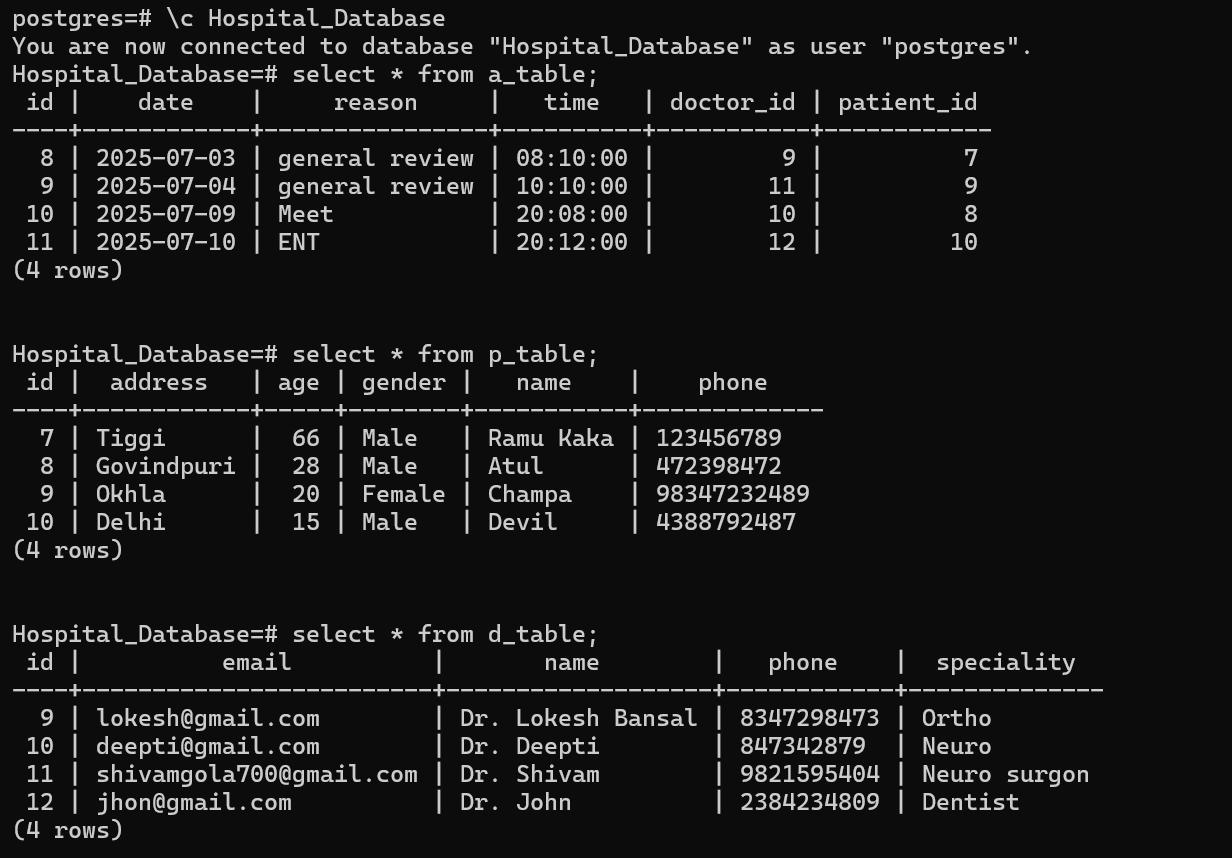 postgres=# \c Hospital_Database
You are now connected to database "Hospital_Database" as user "postgres".
Hospital_Database=# select * from a_table;
 id |    date    |     reason     |   time   | doctor_id | patient_id
----+------------+----------------+----------+-----------+------------
  8 | 2025-07-03 | general review | 08:10:00 |         9 |          7
  9 | 2025-07-04 | general review | 10:10:00 |        11 |          9
 10 | 2025-07-09 | Meet           | 20:08:00 |        10 |          8
 11 | 2025-07-10 | ENT            | 20:12:00 |        12 |         10
(4 rows)
Hospital_Database=# select * from p_table;
 id |  address   | age | gender |   name    |    phone
----+------------+-----+--------+-----------+-------------
  7 | Tiggi      |  66 | Male   | Ramu Kaka | 123456789
  8 | Govindpuri |  28 | Male   | Atul      | 472398472
  9 | Okhla      |  20 | Female | Champa    | 98347232489
 10 | Delhi      |  15 | Male   | Devil     | 4388792487
(4 rows)
Hospital_Database=# select * from d_table;
 id |          email          |       name        |   phone    |  speciality
----+-------------------------+-------------------+------------+--------------
  9 | lokesh@gmail.com        | Dr. Lokesh Bansal | 8347298473 | Ortho
 10 | deepti@gmail.com        | Dr. Deepti        | 847342879  | Neuro
 11 | shivamgola700@gmail.com | Dr. Shivam        | 9821595404 | Neuro surgon
 12 | jhon@gmail.com          | Dr. John          | 2384234809 | Dentist
(4 rows)